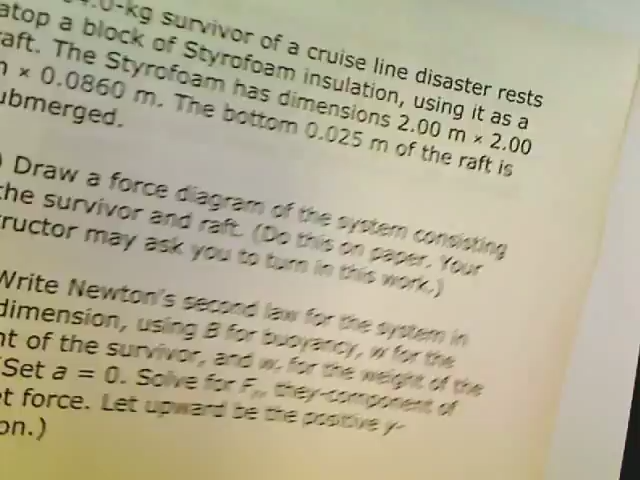 .0-kg survivor of a cruise line disaster rests
atop a block of Styrofoam insulation, using it as a
raft. The Styrofoam has dimensions 2.00 m × 2.00
m × 0.0860 m. The bottom 0.025 m of the raft is
ubmerged.
) Draw a force diagram of the system consisting
the survivor and raft. (Do this on paper. Your
ructor may ask you to turn in this work.)
Write Newton's second law for the system in
dimension, using B for buoyancy, w for the
ht of the survivor, and w for the weight of the
(Set a = 0. Solve for F the y-component of
et force. Let upward be the positive y-
on.)